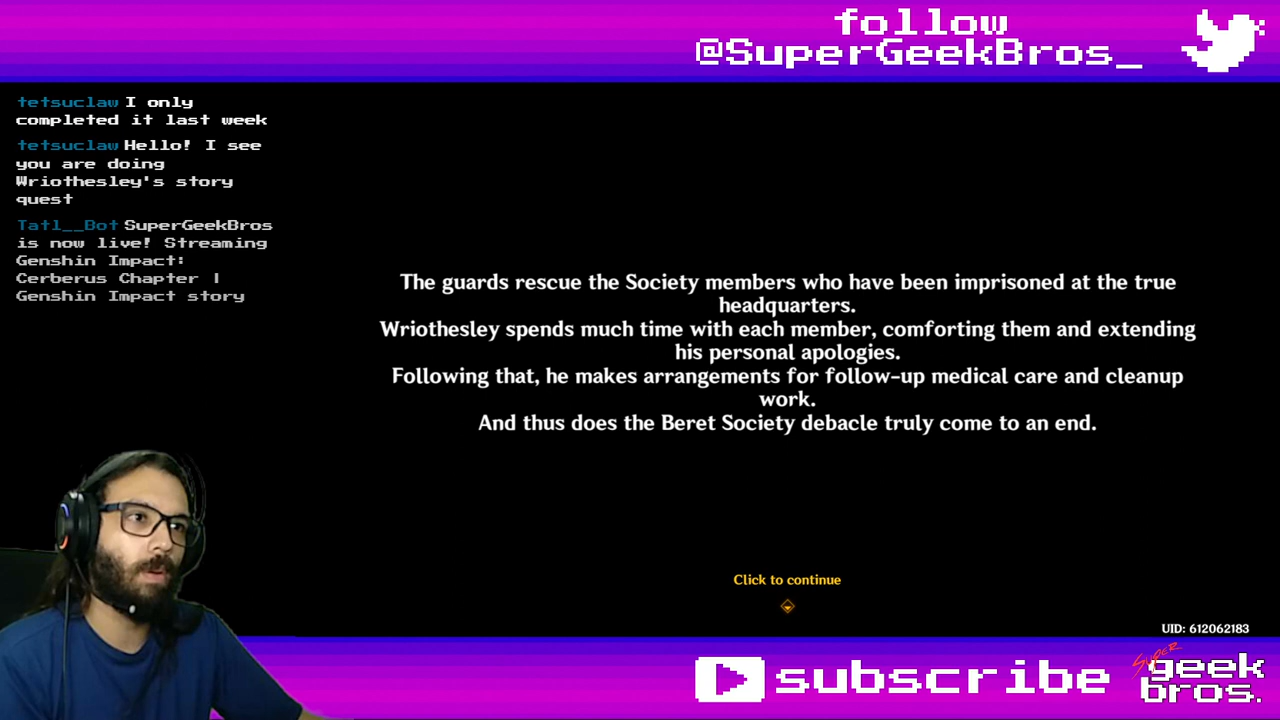 follow
@SuperGeekBros_
tetsuclaw I only
completed it last week
tetsuclaw Hello! I see
you are doing
Wriothesley's story
quest
Tatl__Bot SuperGeekBros
is now live! Streaming
Genshin Impact:
Cerberus Chapter 1
Genshin Impact story
The guards rescue the Society members who have been imprisoned at the true
headquarters.
Wriothesley spends much time with each member, comforting them and extending
his personal apologies.
Following that, he makes arrangements for follow-up medical care and cleanup
work.
And thus does the Beret Society debacle truly come to an end.
Click to continue
UID: 612062183
subscribe
SUPER
geek
bros.